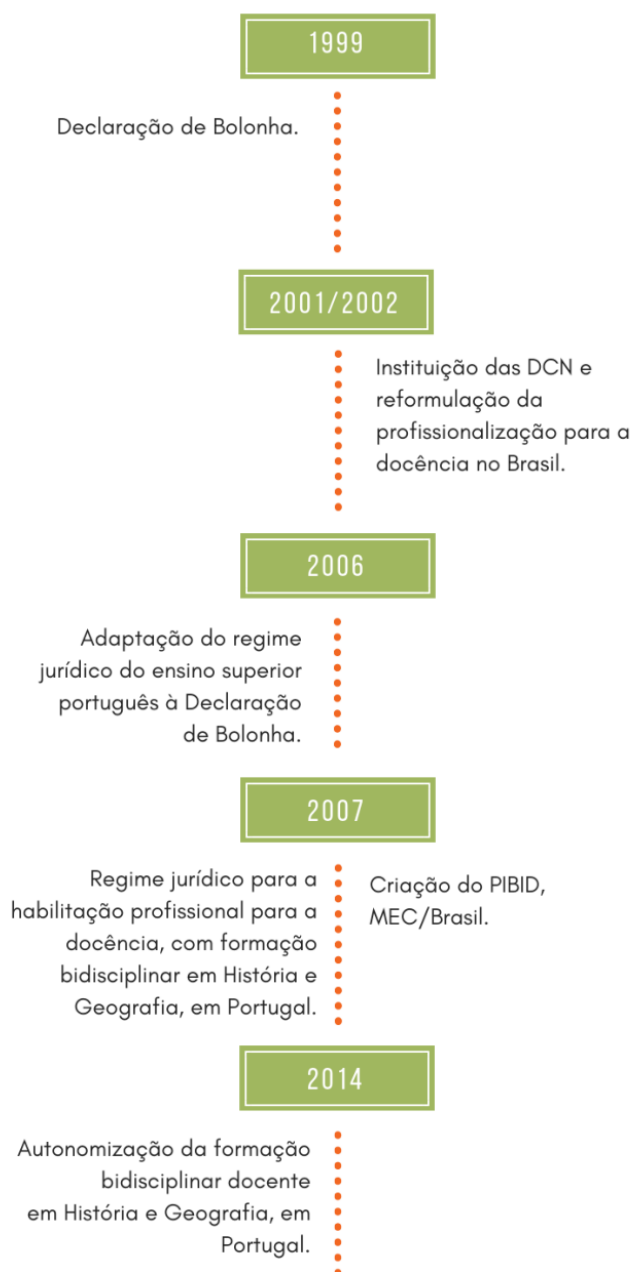 1999
Declaração de Bolonha.
2001/2002
Instituição das DCN e
reformulação da
profissionalização para a
docência no Brasil.
2006
Adaptação do regime
jurídico do ensino superior
português à Declaração
de Bolonha.
2007
Regime jurídico para a
habilitação profissional para a
docência, com formação
bidisciplinar em História e
Geografia, em Portugal.
Criação do PIBID,
MEC/Brasil.
2014
Autonomização da formação
bidisciplinar docente
em História e Geografia, em
Portugal.